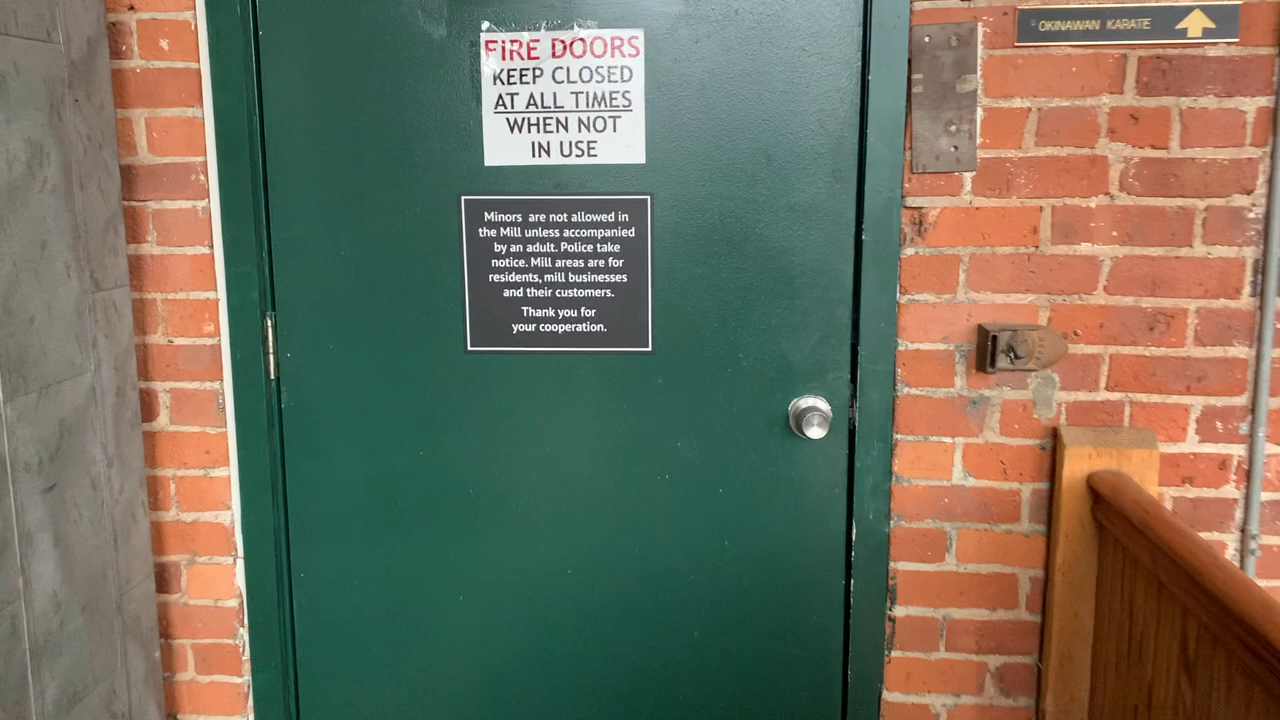 FIRE DOORS
KEEP CLOSED
AT ALL TIMES
WHEN NOT
IN USE
Minors are not allowed in
the Mill unless accompanied
by an adult. Police take
notice. Mill areas are for
residents, mill businesses
and their customers.
Thank you for
your cooperation.
OKINAWAN KARATE